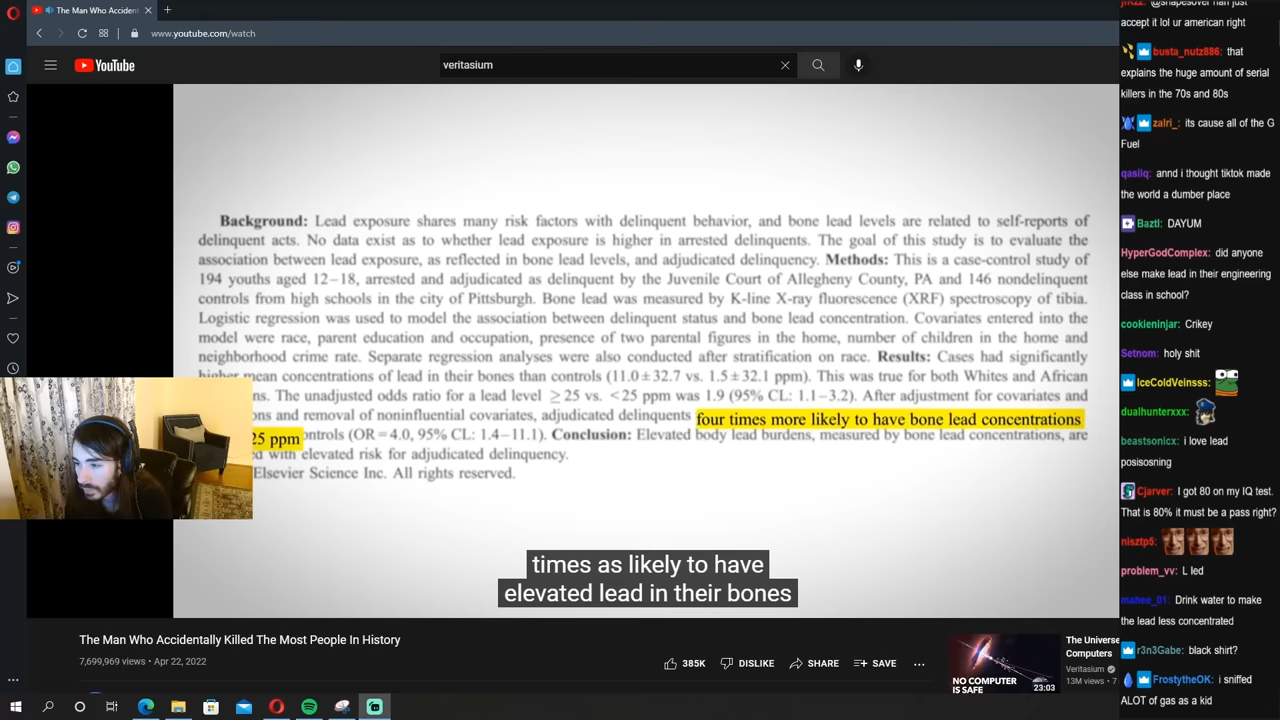 The Man Who Accident
www.youtube.com/watch
YouTube
veritasium
Background: Lead exposure shares many risk factors with delinquent behavior, and bone lead levels are related to self-reports of
delinquent acts. No data exist as to whether lead exposure is higher in arrested delinquents. The goal of this study is to evaluate the
association between lead exposure, as reflected in bone lead levels, and adjudicated delinquency. Methods: This is a case-control study of
194 youths aged 12–18, arrested and adjudicated as delinquent by the Juvenile Court of Allegheny County, PA and 146 nondelinquent
controls from high schools in the city of Pittsburgh. Bone lead was measured by K-line X-ray fluorescence (XRF) spectroscopy of tibia.
Logistic regression was used to model the association between delinquent status and bone lead concentration. Covariates entered into the
model were race, parent education and occupation, presence of two parental figures in the home, number of children in the home and
neighborhood crime rate. Separate regression analyses were also conducted after stratification on race. Results: Cases had significantly
higher mean concentrations of lead in their bones than controls (11.0±32.7 vs. 1.5±32.1 ppm). This was true for both Whites and African
ns. The unadjusted odds ratio for a lead level ≥25 vs. <25 ppm was 1.9 (95% CL: 1.1–3.2). After adjustment for covariates and
ons and removal of noninfluential covariates, adjudicated delinquents four times more likely to have bone lead concentrations
25 ppm ontrols (OR=4.0, 95% CL: 1.4–11.1). Conclusion: Elevated body lead burdens, measured by bone lead concentrations, are
d with elevated risk for adjudicated delinquency.
Elsevier Science Inc. All rights reserved.
times as likely to have
elevated lead in their bones
The Man Who Accidentally Killed The Most People In History
7,699,969 views • Apr 22, 2022
385K
DISLIKE
SHARE
SAVE
NO COMPUTER
IS SAFE
23:03
The Universe
Computers
Veritasium
13M views • 7
@shapesover nah just
accept it lol ur american right
busta_nutz886: that
explains the huge amount of serial
killers in the 70s and 80s
zalri_: its cause all of the G
Fuel
qasiiq: annd i thought tiktok made
the world a dumber place
Baztl: DAYUM
HyperGodComplex: did anyone
else make lead in their engineering
class in school?
cookieninjar: Crikey
Setnom: holy shit
IceColdVeinsss:
dualhunterxxx:
beastsonicx: i love lead
posisosning
Cjarver: I got 80 on my IQ test.
That is 80% it must be a pass right?
nisztp5:
problem_vv: L led
mahee_01: Drink water to make
the lead less concentrated
r3n3Gabe: black shirt?
FrostytheOK: i sniffed
ALOT of gas as a kid